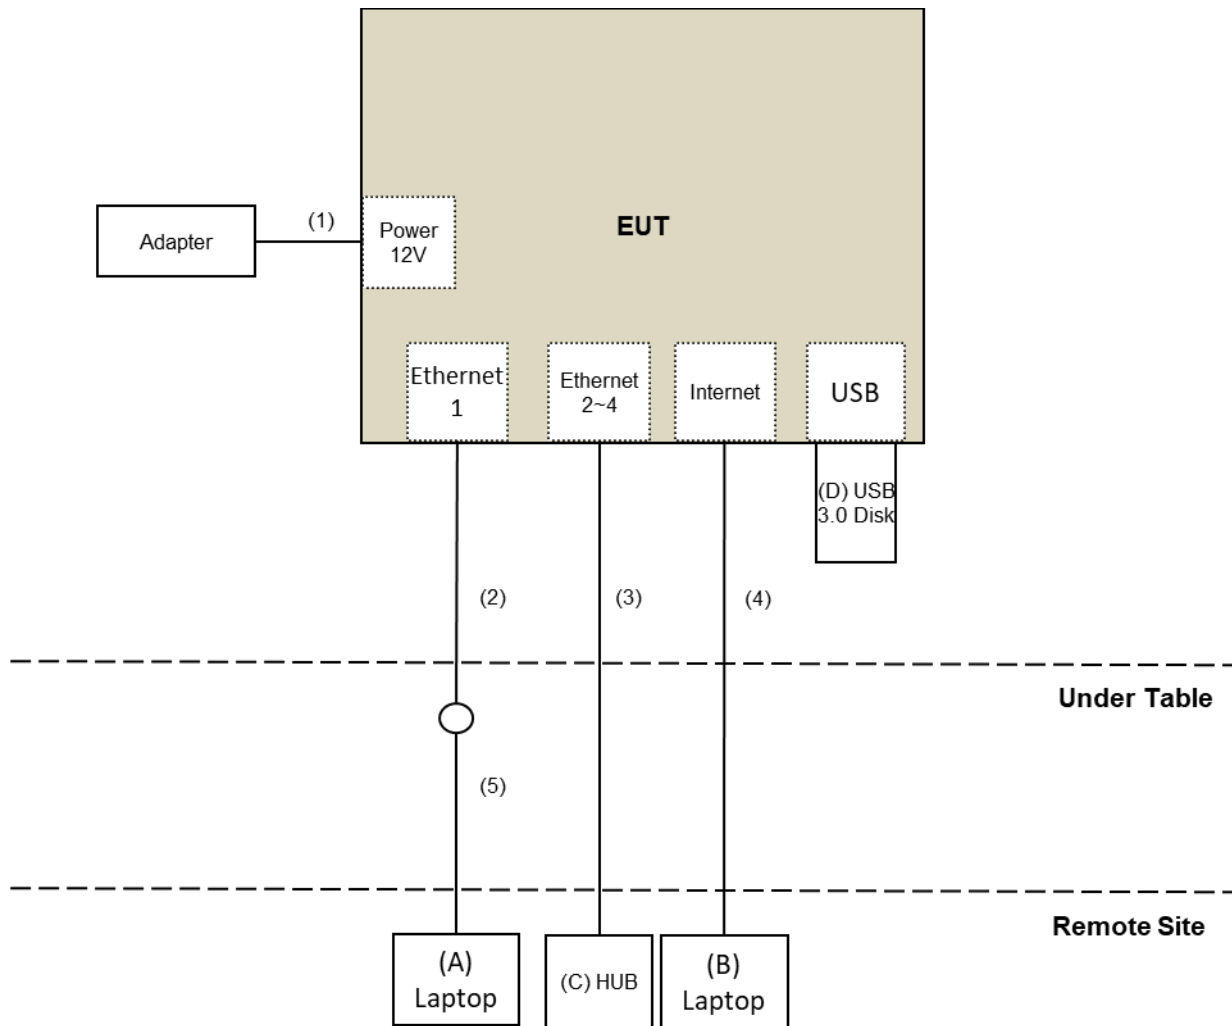 EUT
(1)
Adapter
Power
12V
Ethernet
1
Ethernet
2~4
Internet
USB
(D) USB
3.0 Disk
(2)
(3)
(4)
Under Table
(5)
Remote Site
(A)
Laptop
(C) HUB
(B)
Laptop